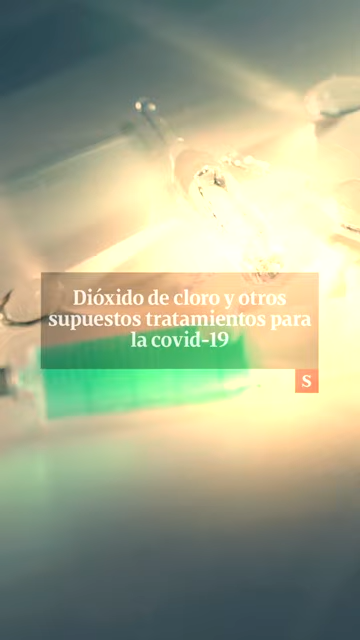 Dióxido de cloro y otros
supuestos tratamientos para
la covid-19
S